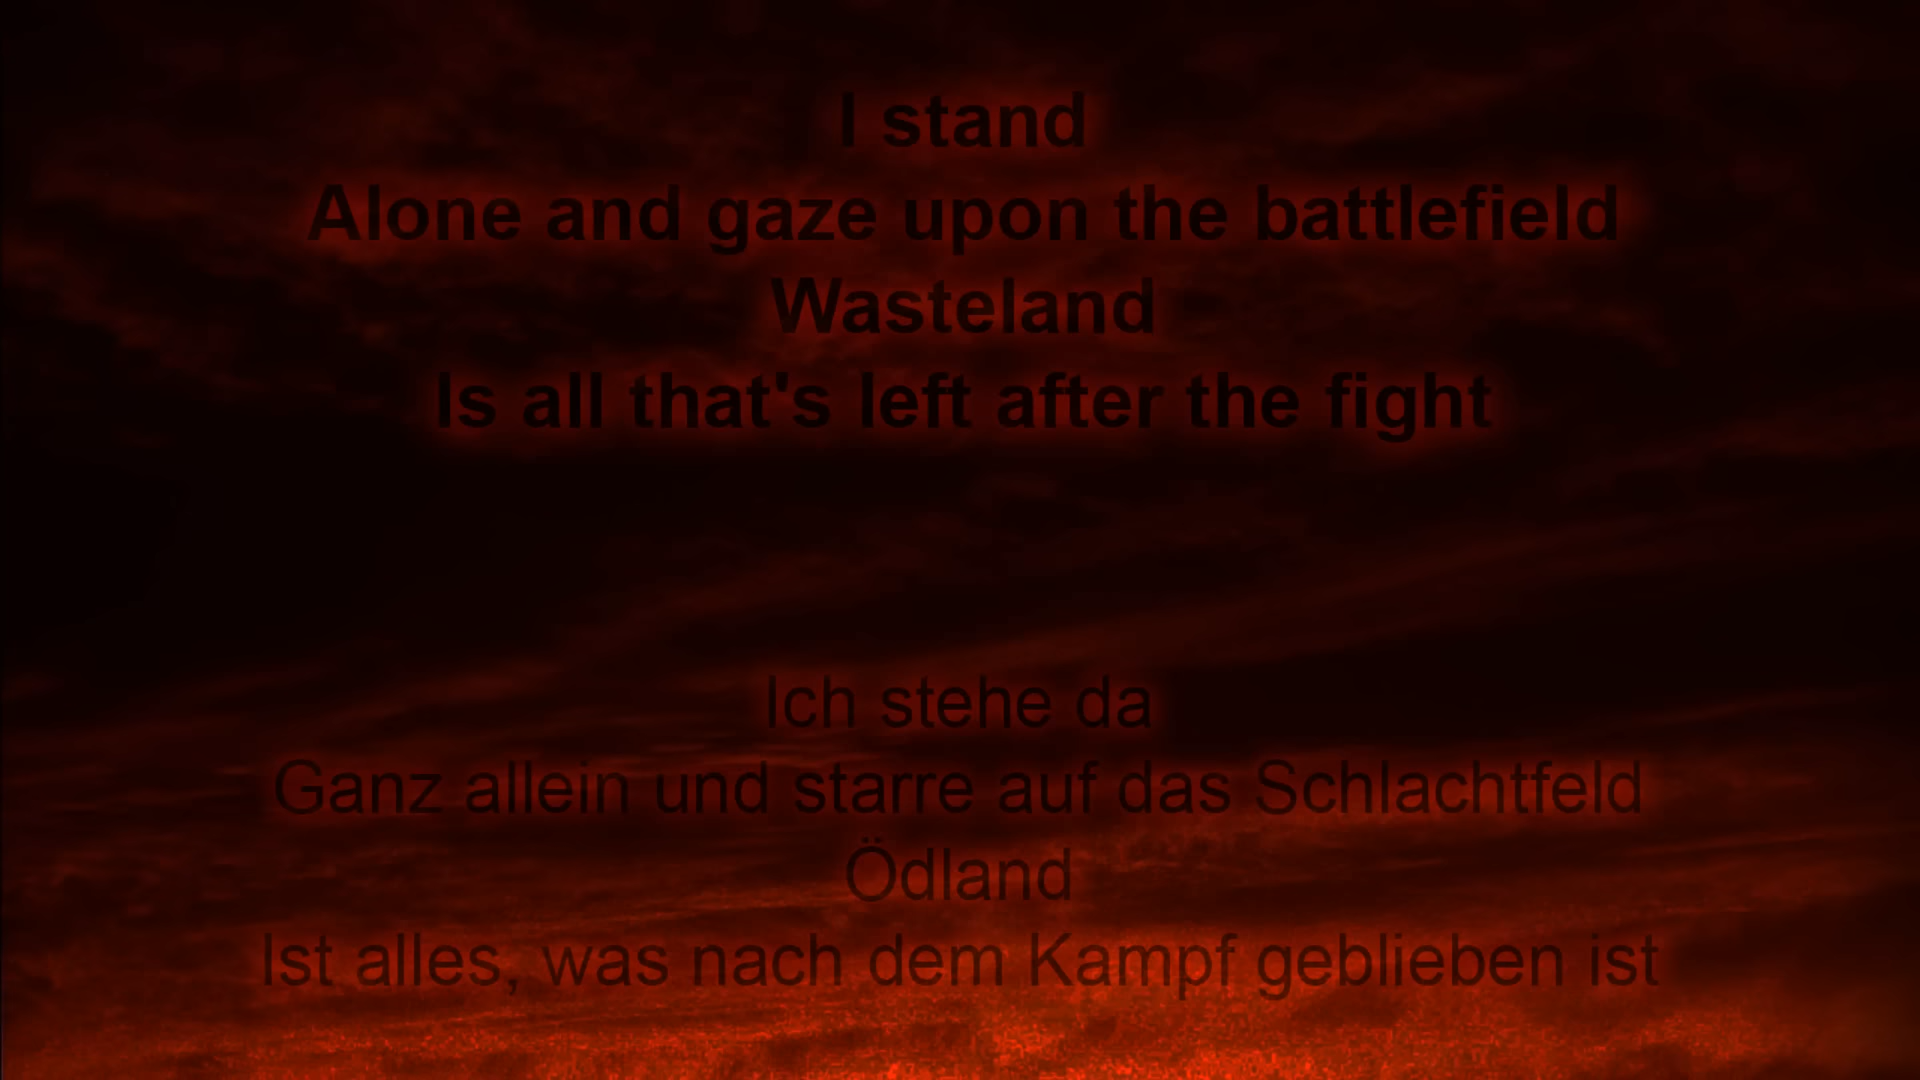 I stand
Alone and gaze upon the battlefield
Wasteland
Is all that's left after the fight
Ich stehe da
Ganz allein und starre auf das Schlachtfeld
Ödland
Ist alles, was nach dem Kampf geblieben ist